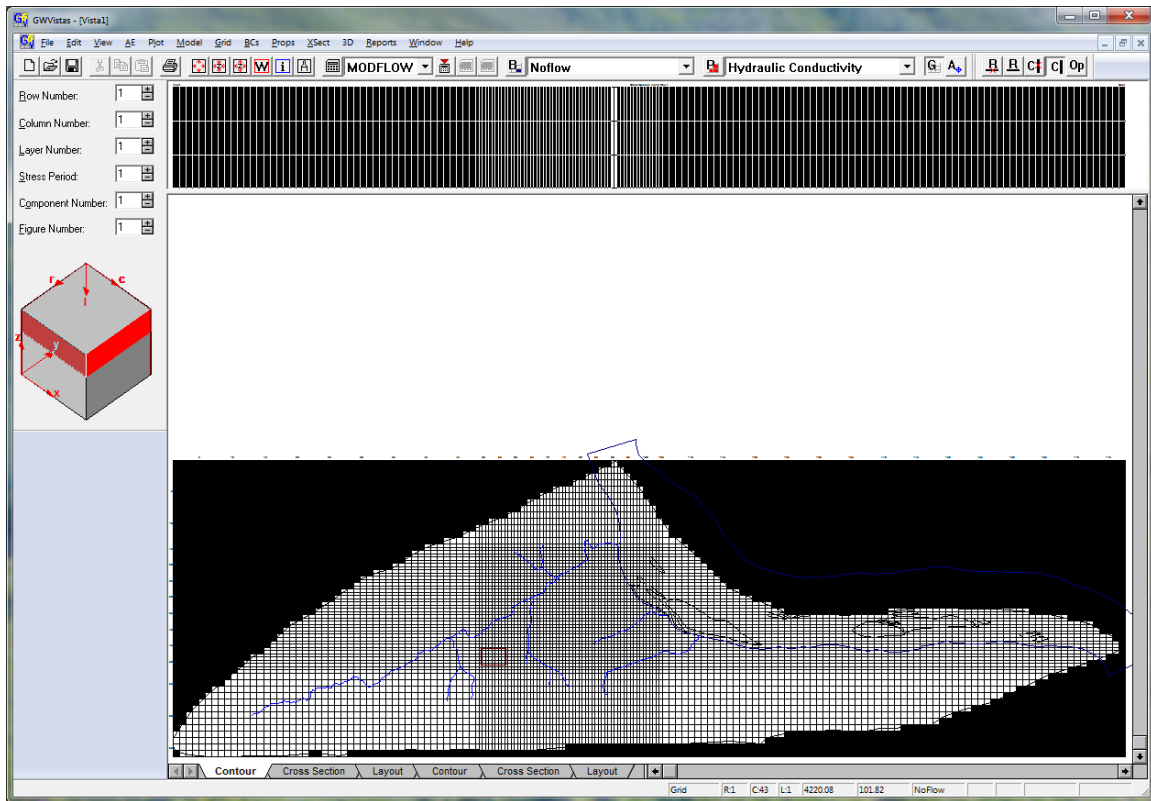 GWVistas - [Vista1]
File Edit View AE Plot Model Grid BCs Props XSect 3D Reports Window Help
W i A MODFLOW B Noflow Hydraulic Conductivity G A R R C C Op
Row Number: 1
Column Number: 1
Layer Number: 1
Stress Period: 1
Component Number: 1
Figure Number: 1
r c
l
z y
x
Contour Cross Section Layout Contour Cross Section Layout
Grid R:1 C:43 L:1 4220.08 101.82 NoFlow